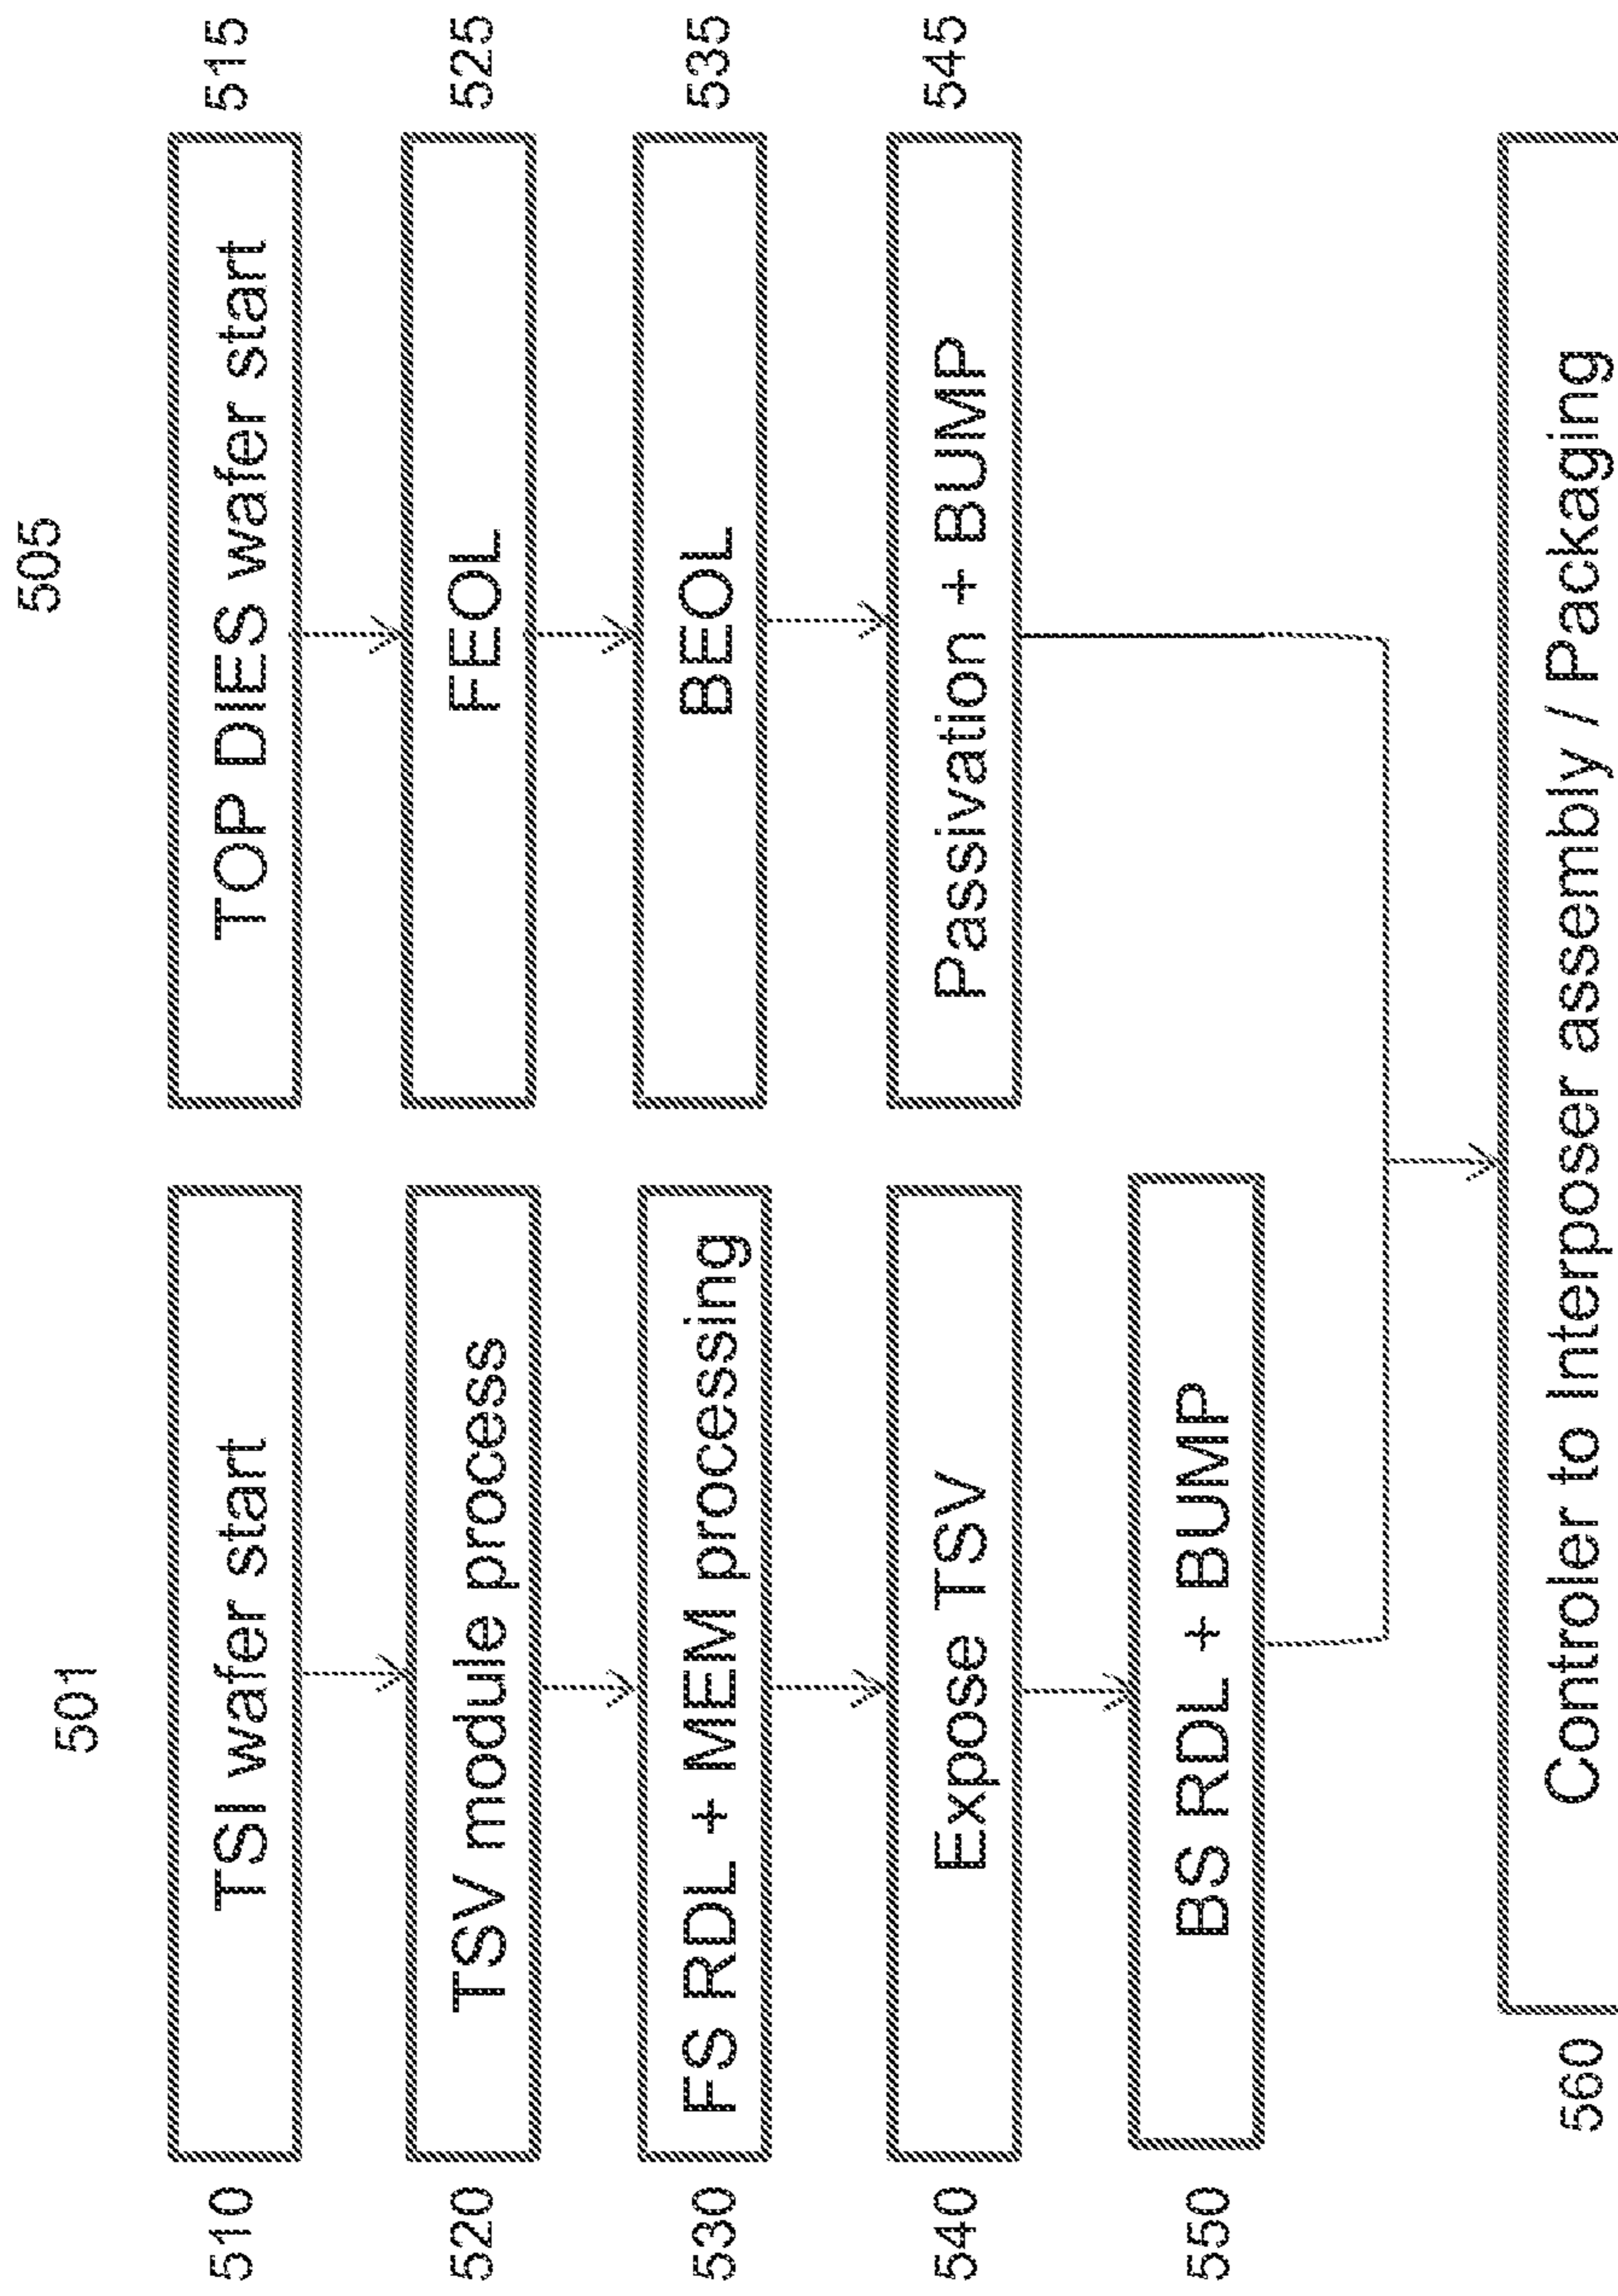 501
505
510
TSI wafer start
TOP DIES wafer start
515
520
TSV module process
FEOL
525
530
FS RDL + MEM processing
BEOL
535
540
Expose TSV
Passivation + BUMP
545
550
BS RDL + BUMP
560
Controler to Interposer assembly / Packaging